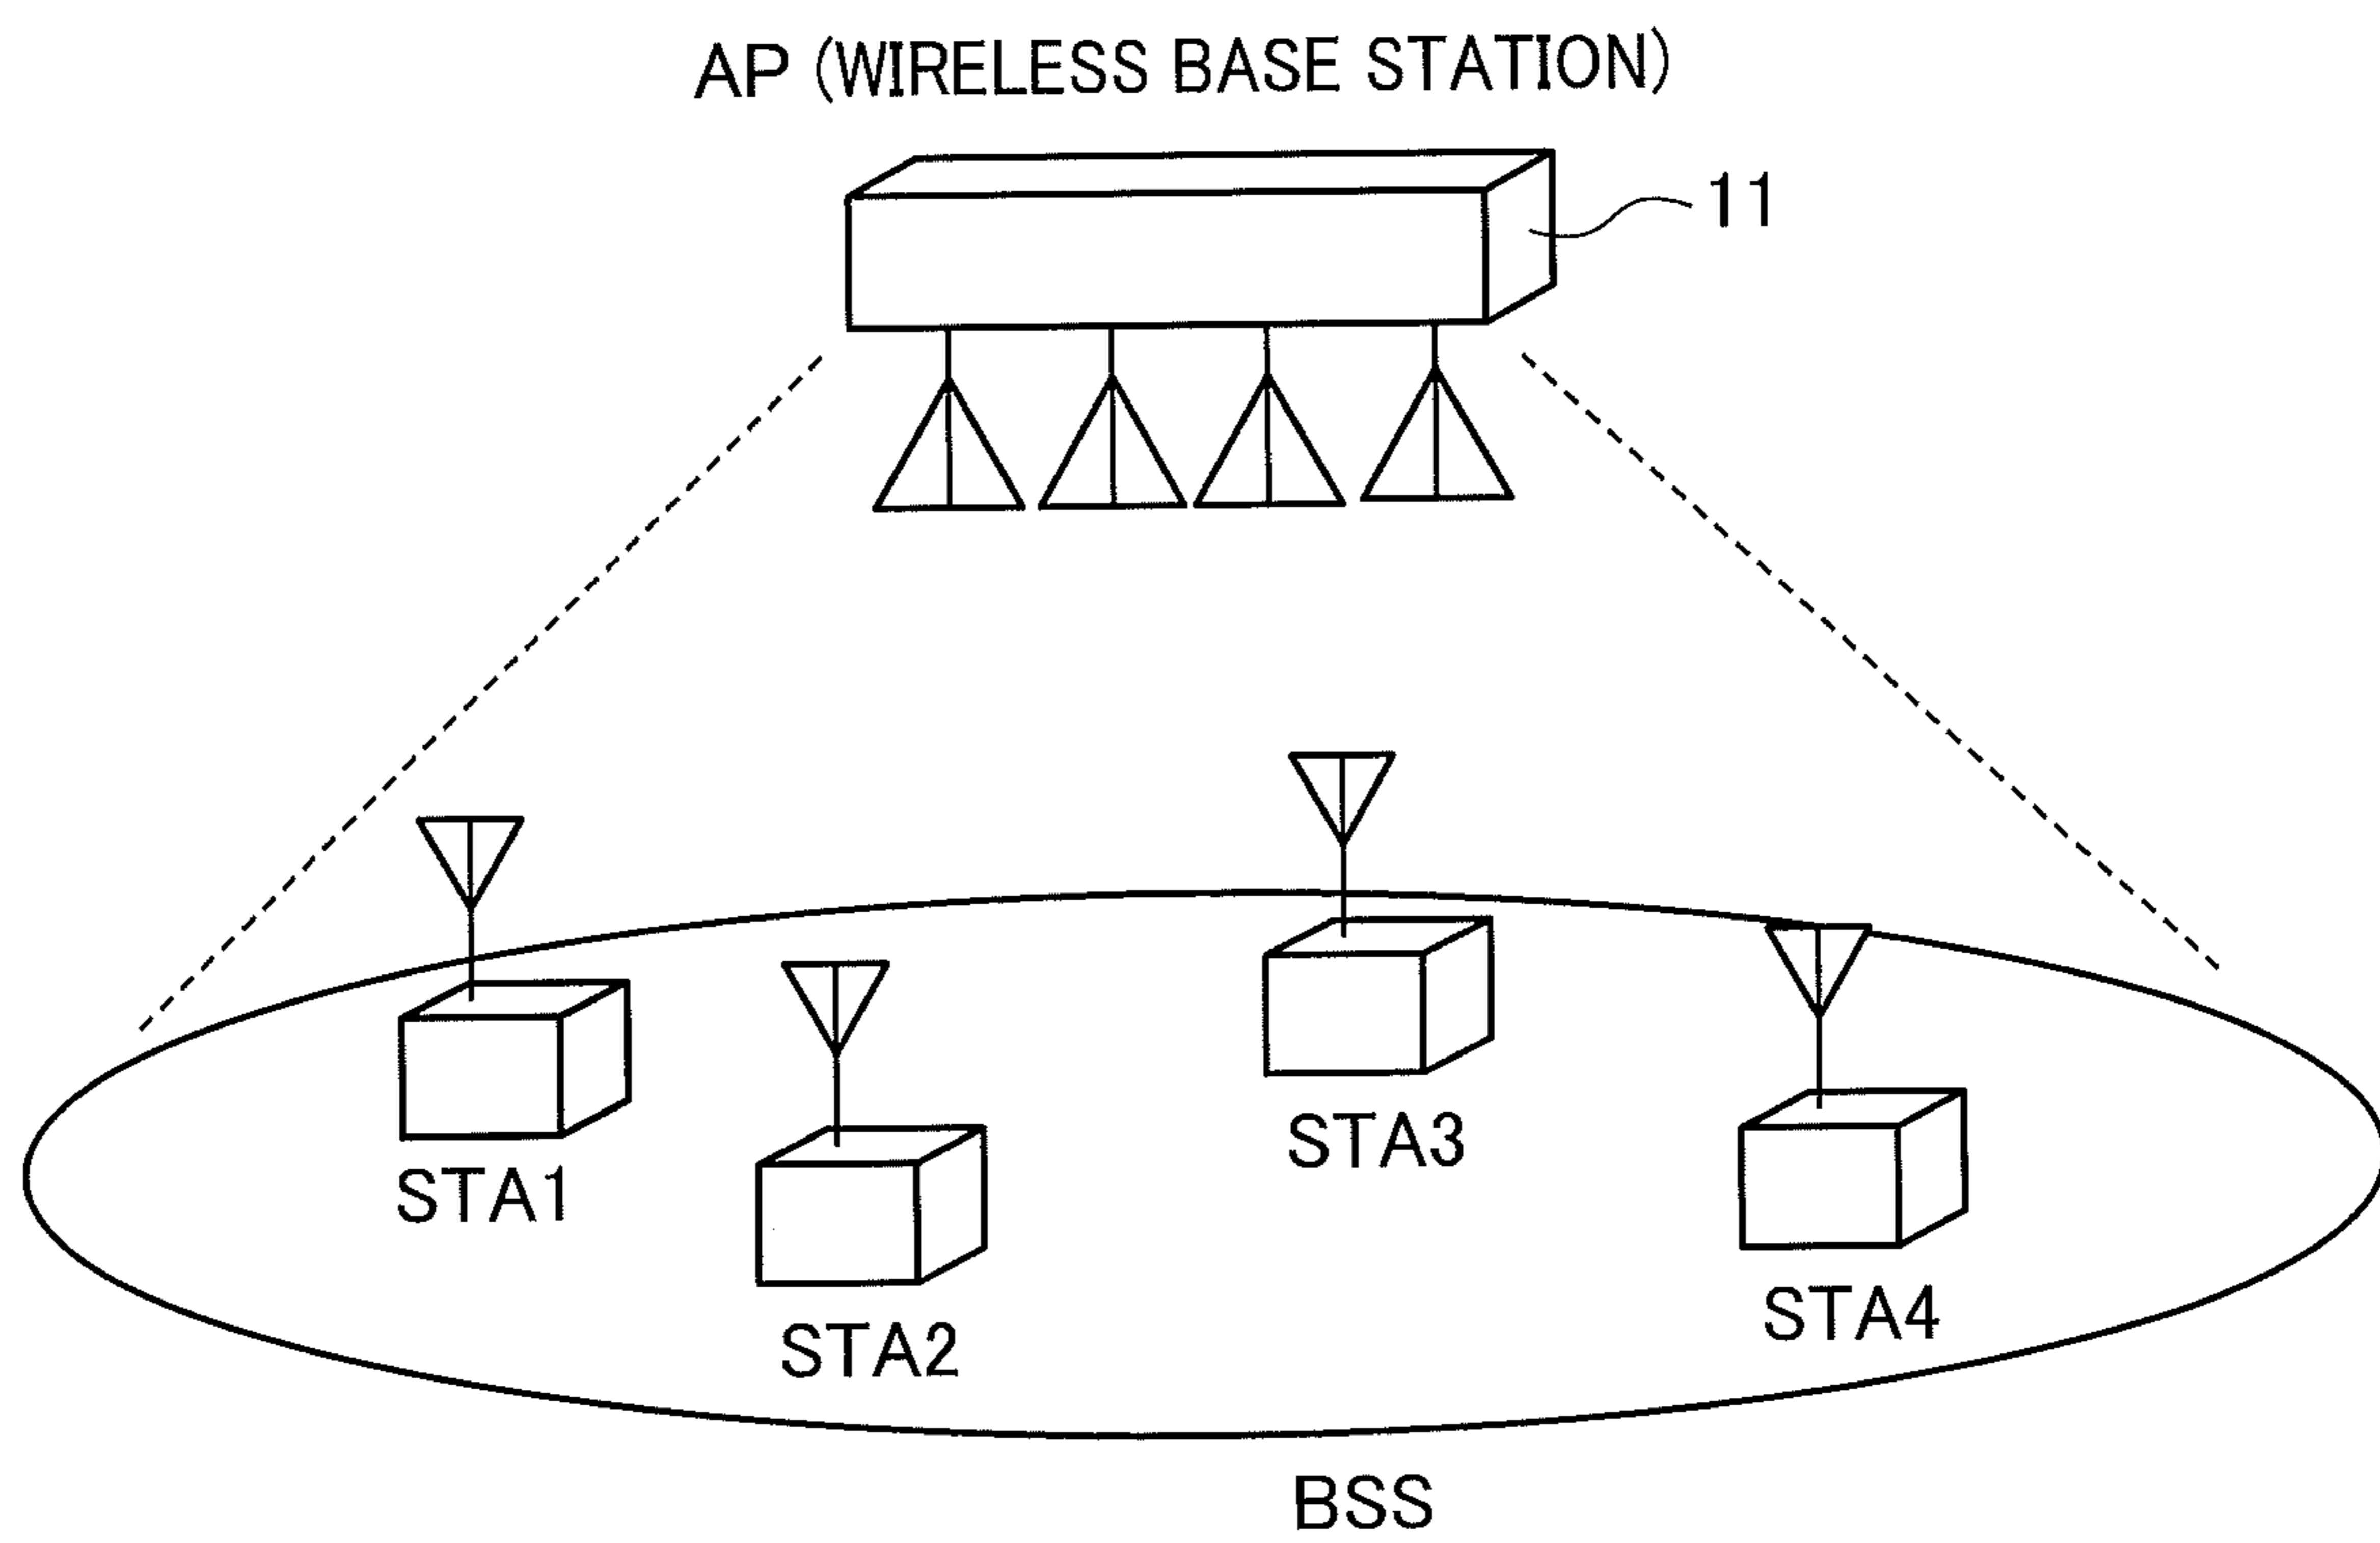 AP (WIRELESS BASE STATION)
11
STA1
STA2
STA3
STA4
BSS